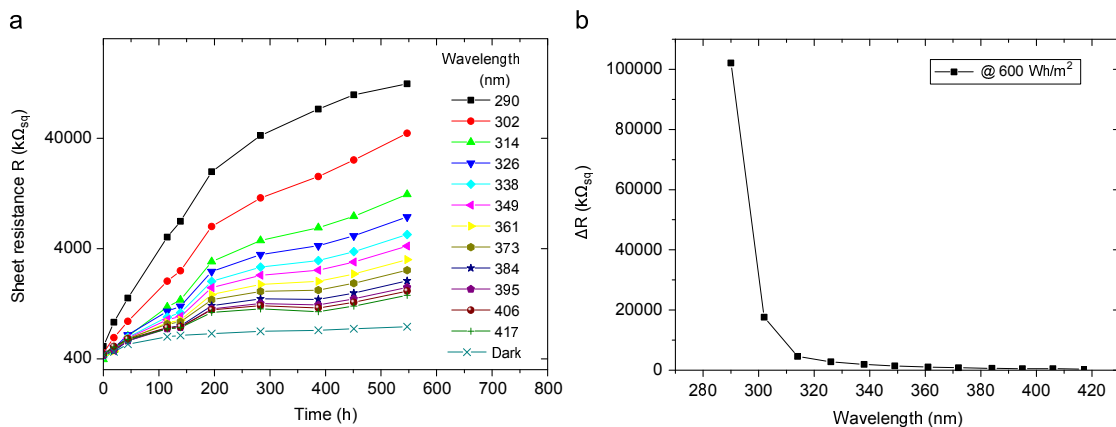 a
Sheet resistance R (kΩsq)
40000
4000
400
0 100 200 300 400 500 600 700 800
Time (h)
Wavelength
(nm)
290
302
314
326
338
349
361
373
384
395
406
417
Dark
b
ΔR (kΩsq)
100000
80000
60000
40000
20000
0
280 300 320 340 360 380 400 420
Wavelength (nm)
@ 600 Wh/m²